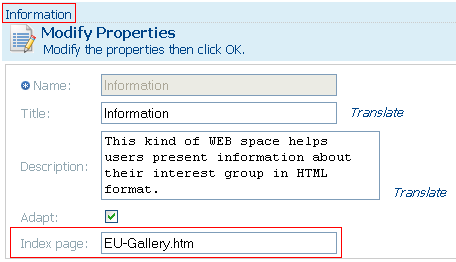 Information
Modify Properties
Modify the properties then click OK.
Name: Information
Title: Information Translate
Description: This kind of WEB space helps
users present information about
their interest group in HTML
format.
Translate
Adapt:
Index page: EU-Gallery.htm